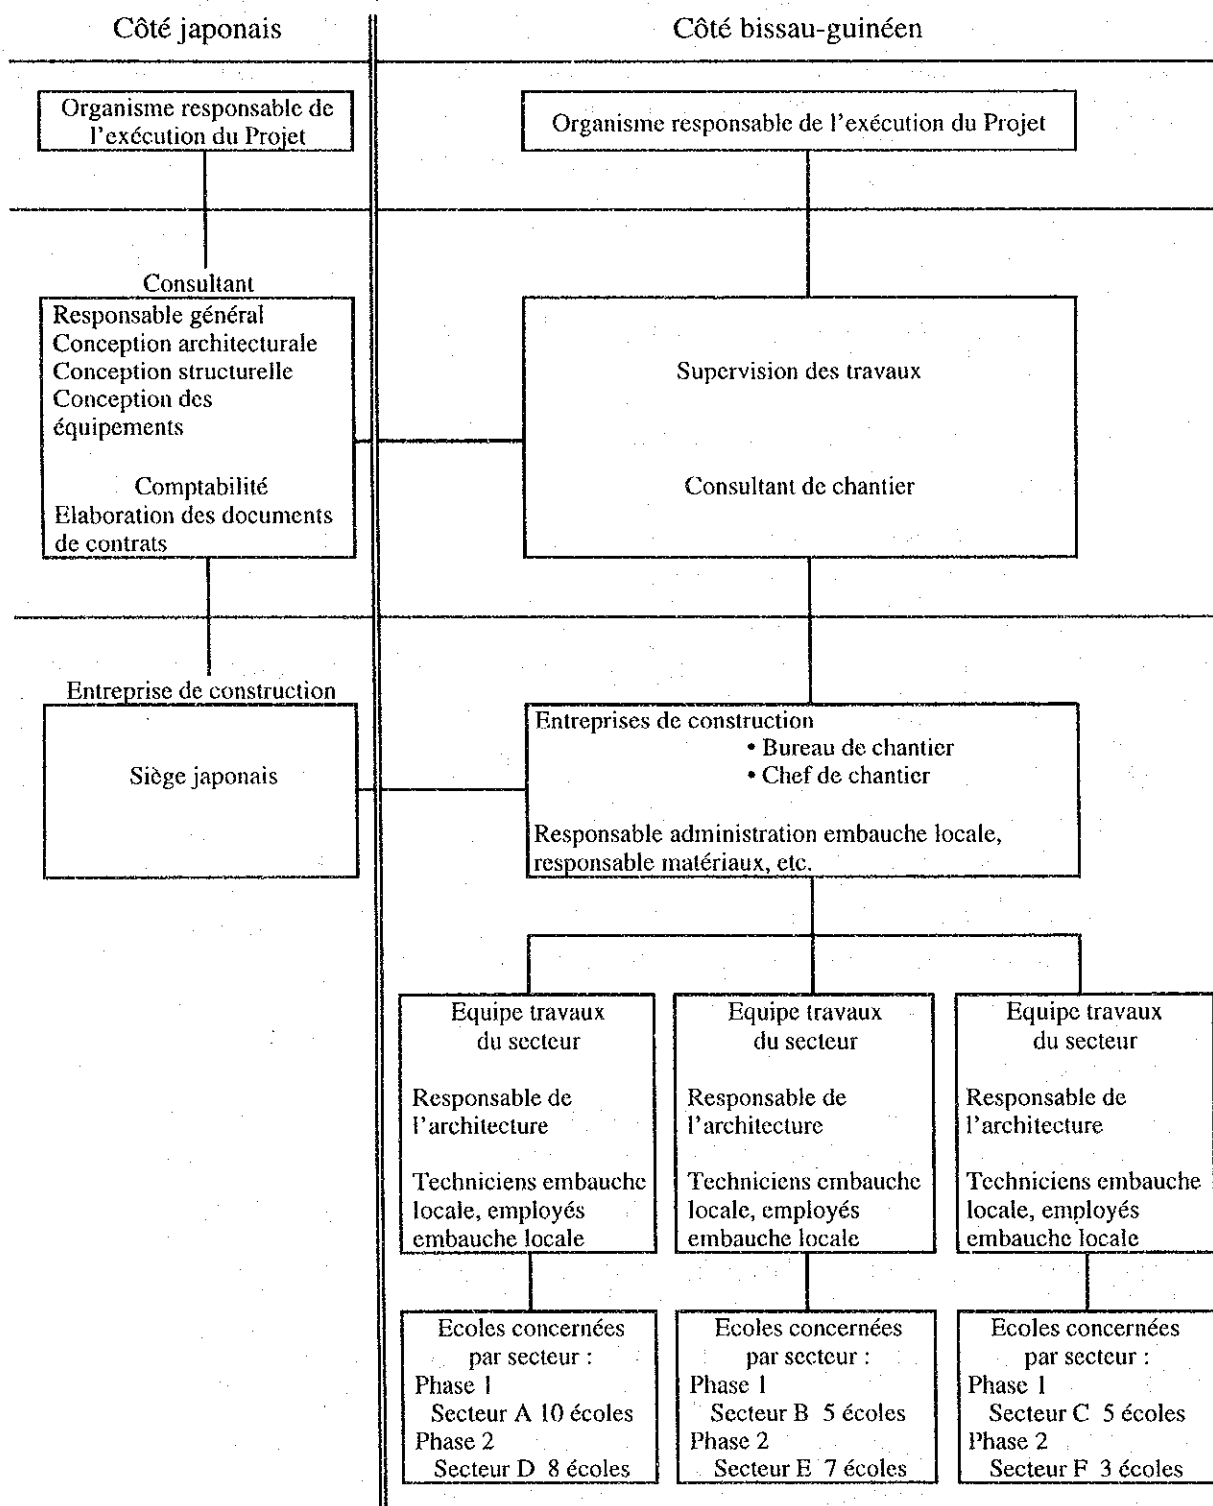 Côté japonais
Côté bissau-guinéen
Organisme responsable de
l'exécution du Projet
Organisme responsable de l'exécution du Projet
Consultant
Responsable général
Conception architecturale
Conception structurelle
Conception des
équipements
Comptabilité
Elaboration des documents
de contrats
Supervision des travaux
Consultant de chantier
Entreprise de construction
Siège japonais
Entreprises de construction
• Bureau de chantier
• Chef de chantier
Responsable administration embauche locale,
responsable matériaux, etc.
Equipe travaux
du secteur
Responsable de
l'architecture
Techniciens embauche
locale, employés
embauche locale
Equipe travaux
du secteur
Responsable de
l'architecture
Techniciens embauche
locale, employés
embauche locale
Equipe travaux
du secteur
Responsable de
l'architecture
Techniciens embauche
locale, employés
embauche locale
Ecoles concernées
par secteur :
Phase 1
Secteur A 10 écoles
Phase 2
Secteur D 8 écoles
Ecoles concernées
par secteur :
Phase 1
Secteur B 5 écoles
Phase 2
Secteur E 7 écoles
Ecoles concernées
par secteur :
Phase 1
Secteur C 5 écoles
Phase 2
Secteur F 3 écoles